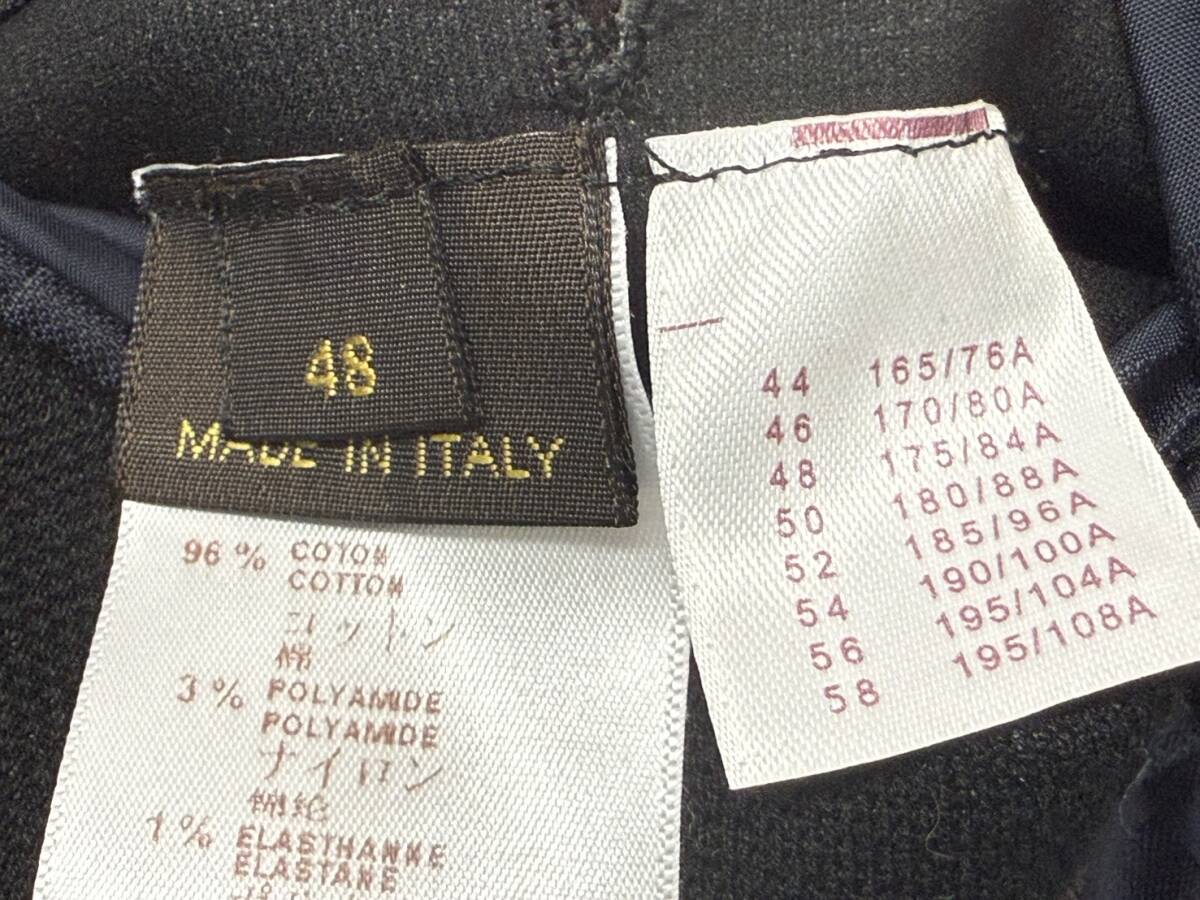 48
MADE IN ITALY
96 % COTON
COTTON
コットン
棉
3 % POLYAMIDE
POLYAMIDE
ナイロン
锦纶
1 % ELASTHANNE
ELASTANE
44 165/76A
46 170/80A
48 175/84A
50 180/88A
52 185/96A
54 190/100A
56 195/104A
58 195/108A